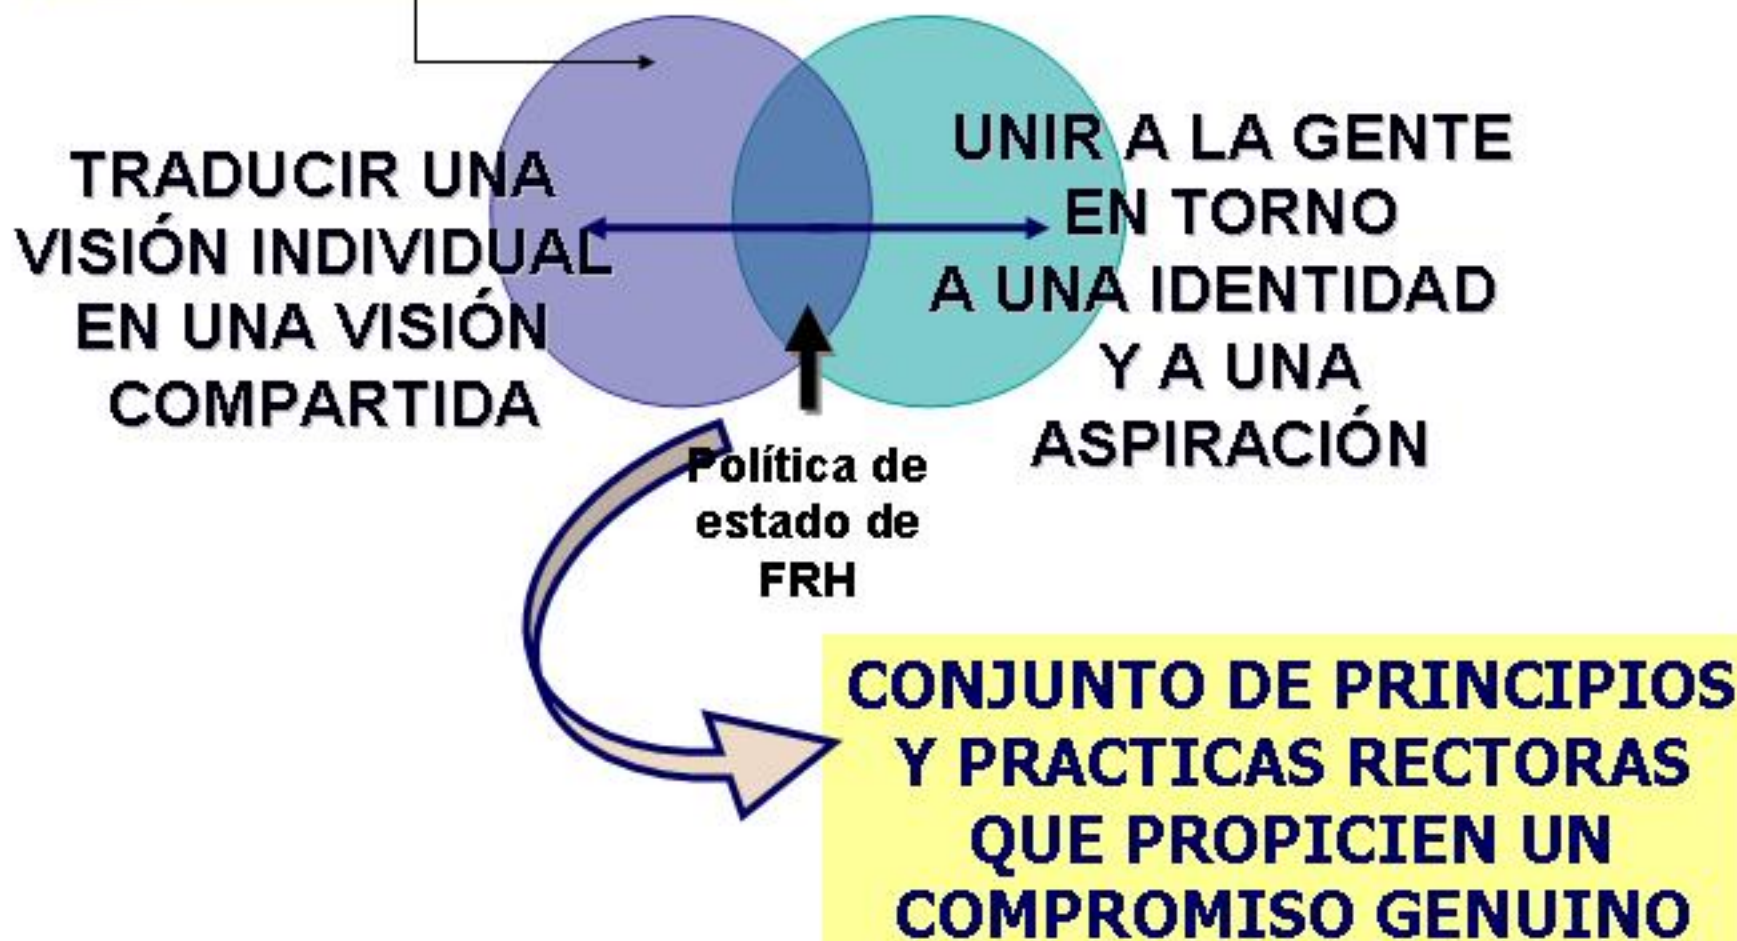 TRADUCIR UNA
VISIÓN INDIVIDUAL
EN UNA VISIÓN
COMPARTIDA
UNIR A LA GENTE
EN TORNO
A UNA IDENTIDAD
Y A UNA
ASPIRACIÓN
Política de
estado de
FRH
CONJUNTO DE PRINCIPIOS
Y PRACTICAS RECTORAS
QUE PROPICIEN UN
COMPROMISO GENUINO